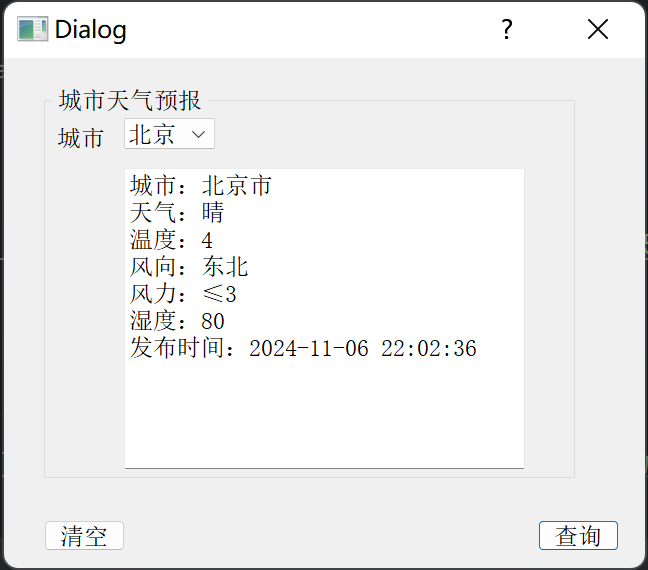 Dialog
?
城市天气预报
城市 北京
城市：北京市
天气：晴
温度：4
风向：东北
风力：≤3
湿度：80
发布时间：2024-11-06 22:02:36
清空 查询